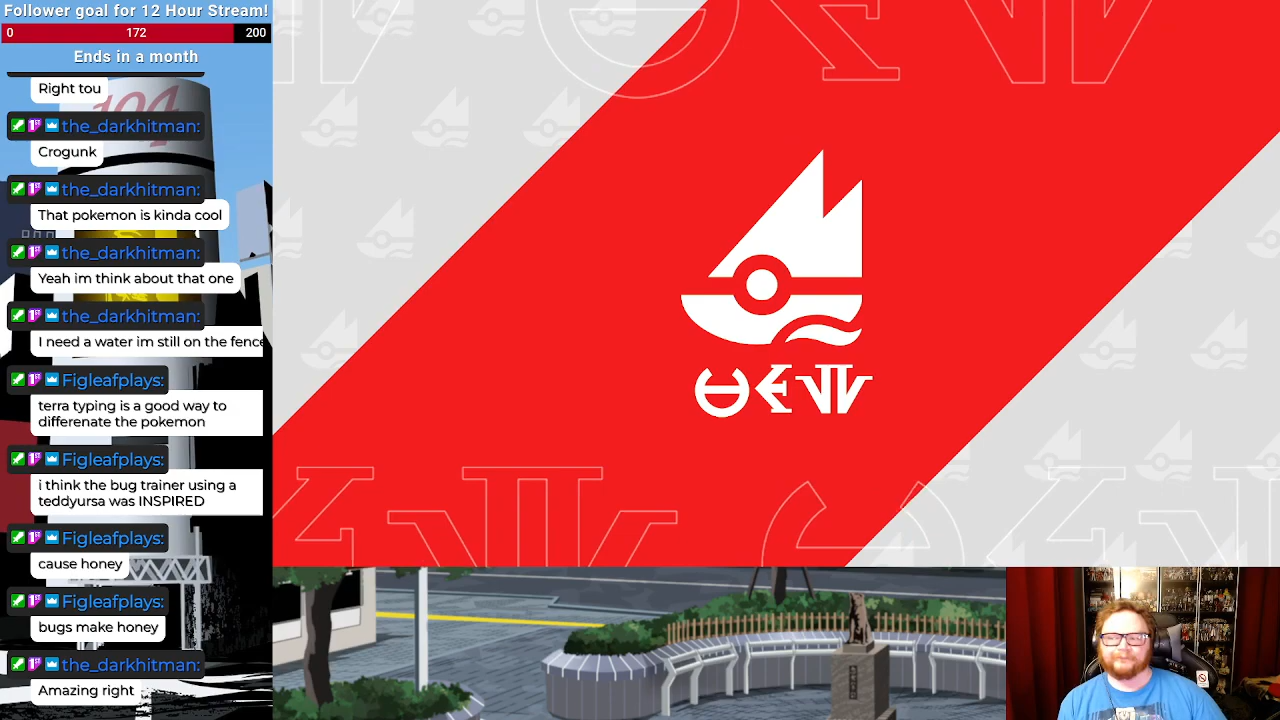 Follower goal for 12 Hour Stream!
0 172 200
Ends in a month
Right tou
the_darkhitman:
Crogunk
the_darkhitman:
That pokemon is kinda cool
the_darkhitman:
Yeah im think about that one
the_darkhitman:
I need a water im still on the fence
Figleafplays:
terra typing is a good way to
differenate the pokemon
Figleafplays:
i think the bug trainer using a
teddyursa was INSPIRED
Figleafplays:
cause honey
Figleafplays:
bugs make honey
the_darkhitman:
Amazing right
104